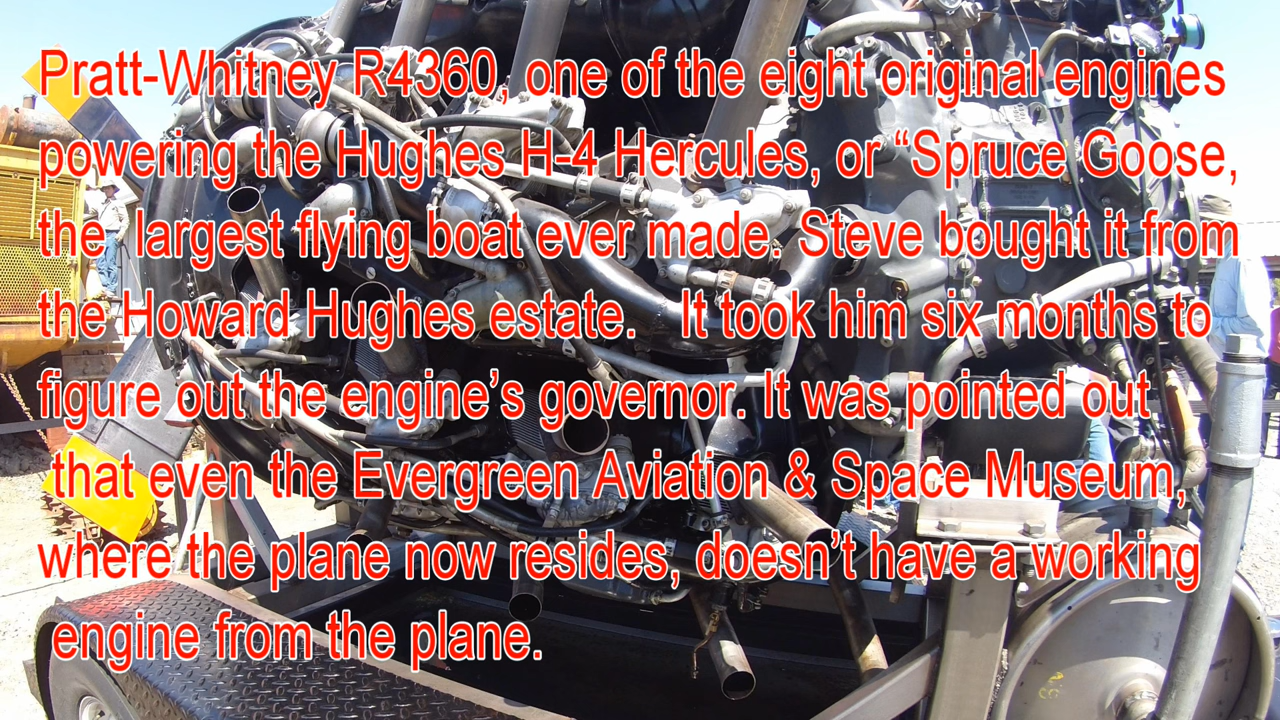 Pratt-Whitney R4360, one of the eight original engines
powering the Hughes H-4 Hercules, or “Spruce Goose,
the largest flying boat ever made. Steve bought it from
the Howard Hughes estate. It took him six months to
figure out the engine’s governor. It was pointed out
that even the Evergreen Aviation & Space Museum,
where the plane now resides, doesn’t have a working
engine from the plane.